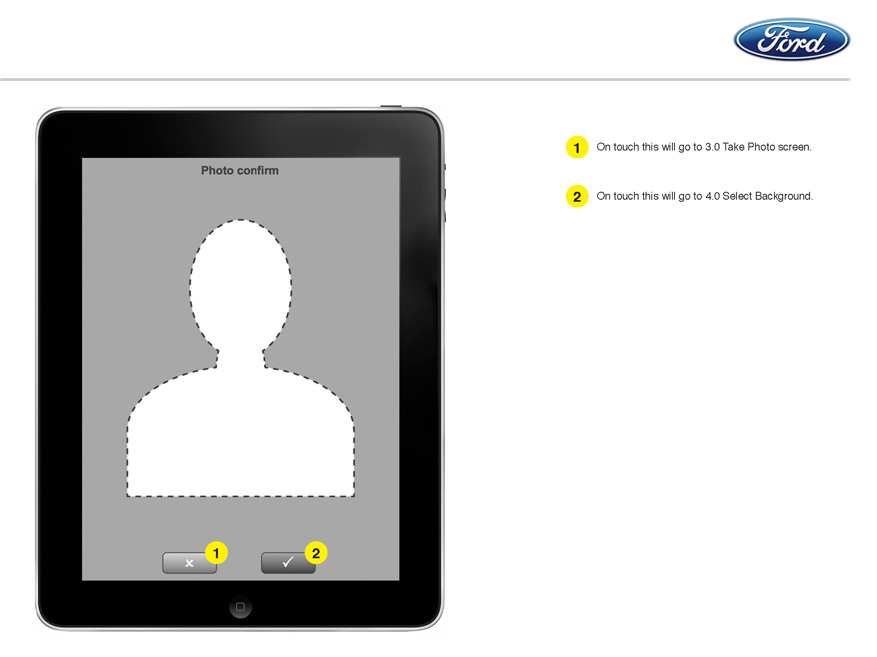 Ford
Photo confirm
1 On touch this will go to 3.0 Take Photo screen.
2 On touch this will go to 4.0 Select Background.
x 1
✓ 2